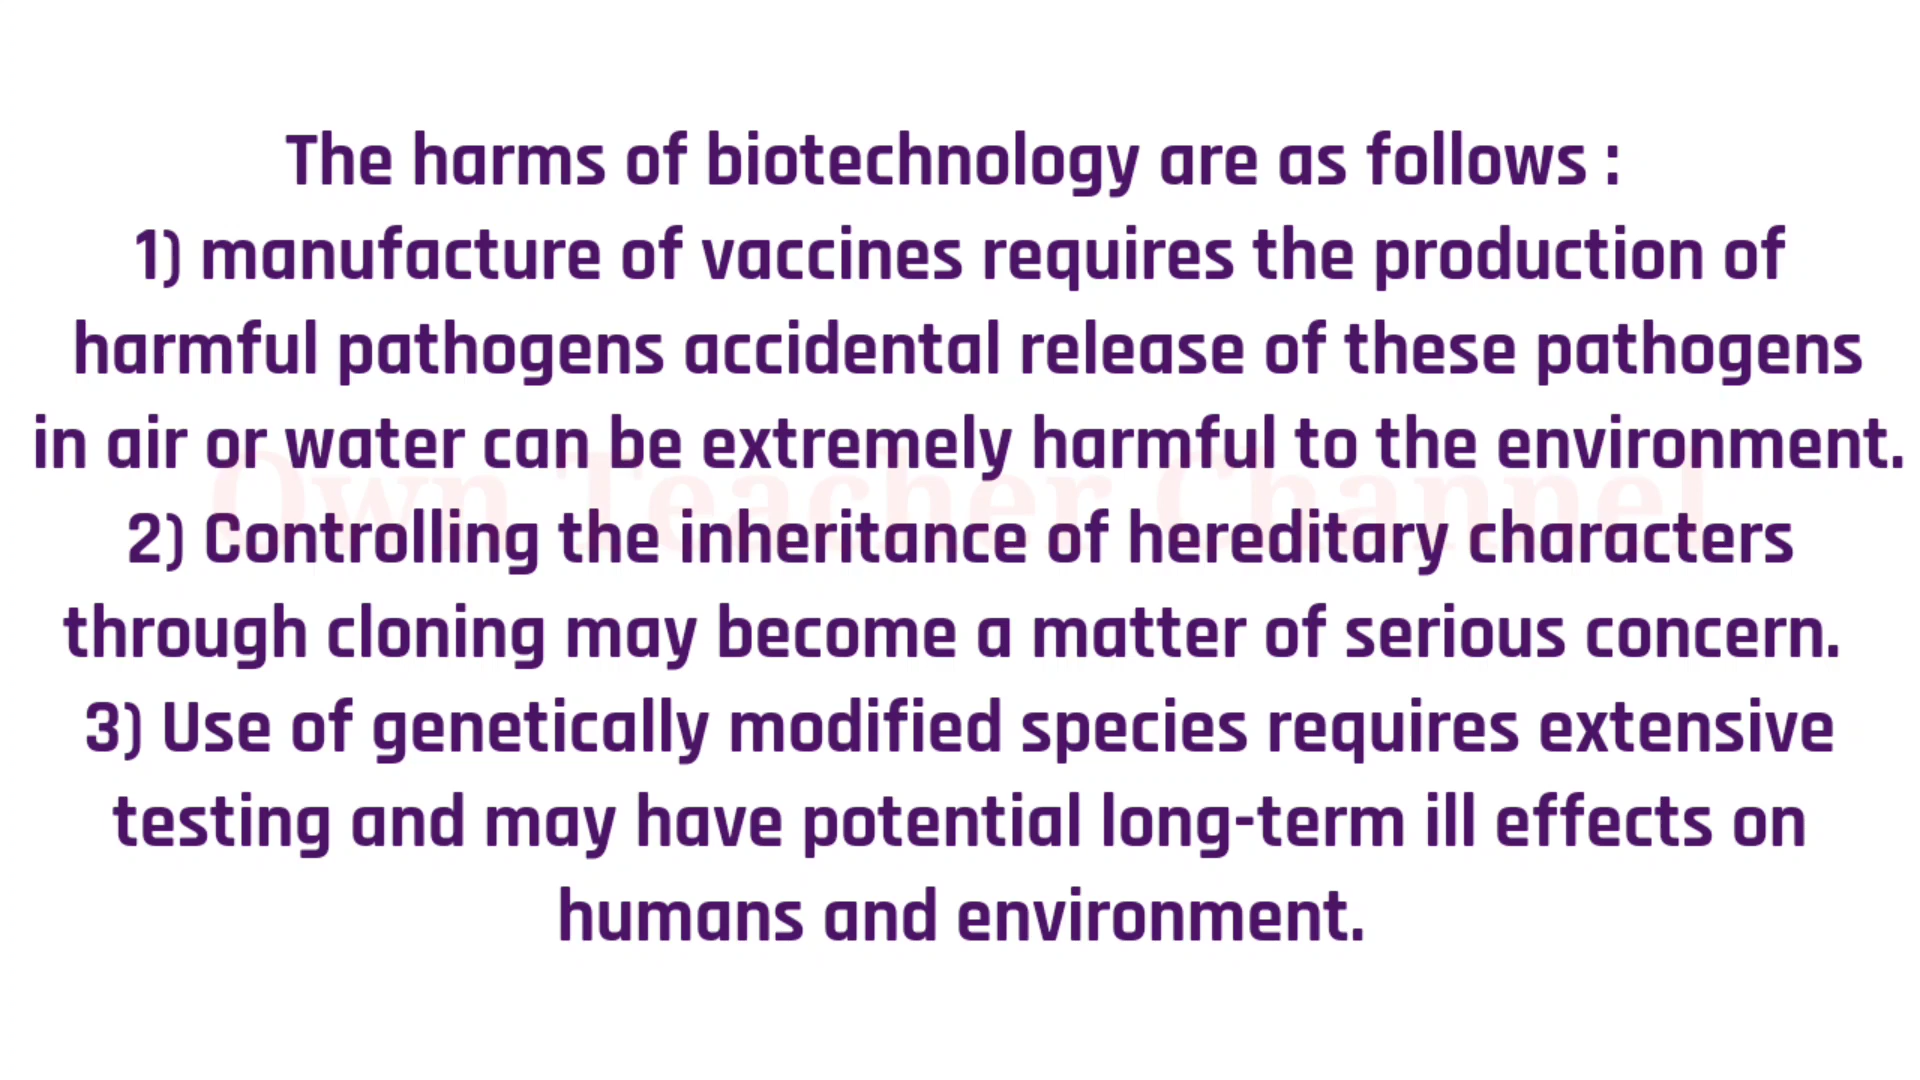 The harms of biotechnology are as follows :
1) manufacture of vaccines requires the production of
harmful pathogens accidental release of these pathogens
in air or water can be extremely harmful to the environment.
Own Teacher Channel
2) Controlling the inheritance of hereditary characters
through cloning may become a matter of serious concern.
3) Use of genetically modified species requires extensive
testing and may have potential long-term ill effects on
humans and environment.